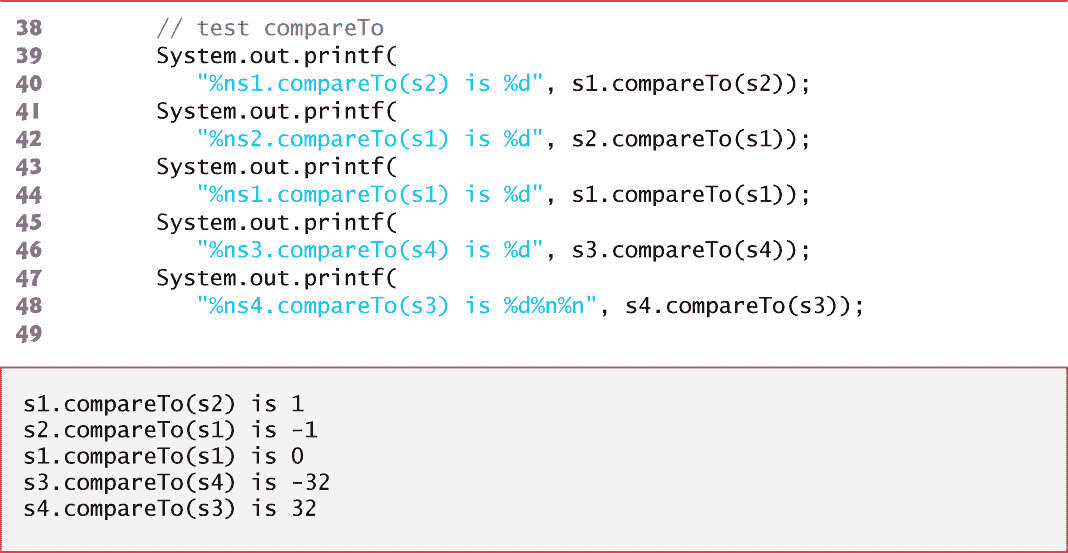 38 // test compareTo
39 System.out.printf(
40 "%ns1.compareTo(s2) is %d", s1.compareTo(s2));
41 System.out.printf(
42 "%ns2.compareTo(s1) is %d", s2.compareTo(s1));
43 System.out.printf(
44 "%ns1.compareTo(s1) is %d", s1.compareTo(s1));
45 System.out.printf(
46 "%ns3.compareTo(s4) is %d", s3.compareTo(s4));
47 System.out.printf(
48 "%ns4.compareTo(s3) is %d%n%n", s4.compareTo(s3));
49
s1.compareTo(s2) is 1
s2.compareTo(s1) is -1
s1.compareTo(s1) is 0
s3.compareTo(s4) is -32
s4.compareTo(s3) is 32